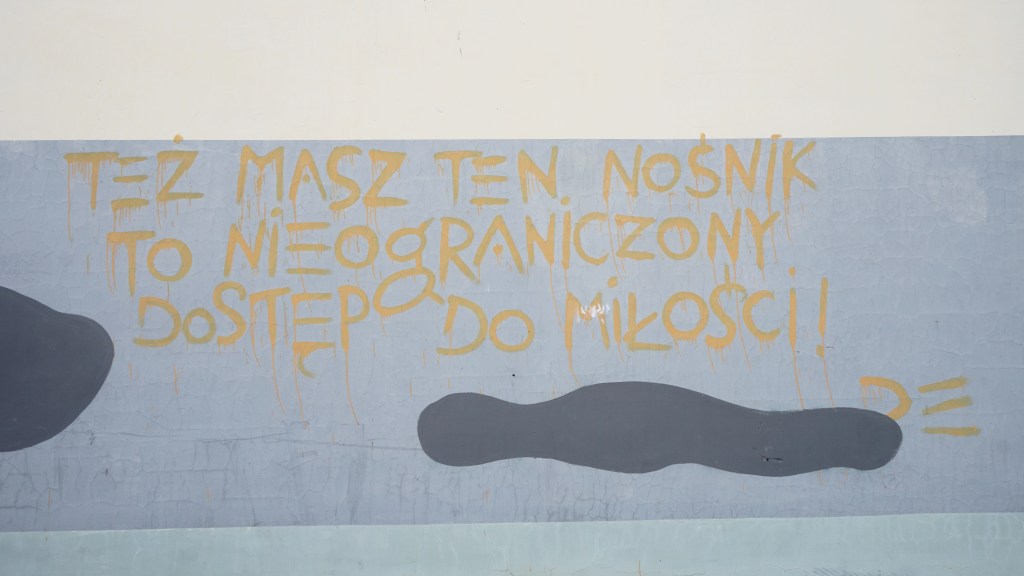 TEŻ MASZ TEN NOŚNIK
TO NIEOGRANICZONY
DOSTĘP DO MIŁOŚCI!